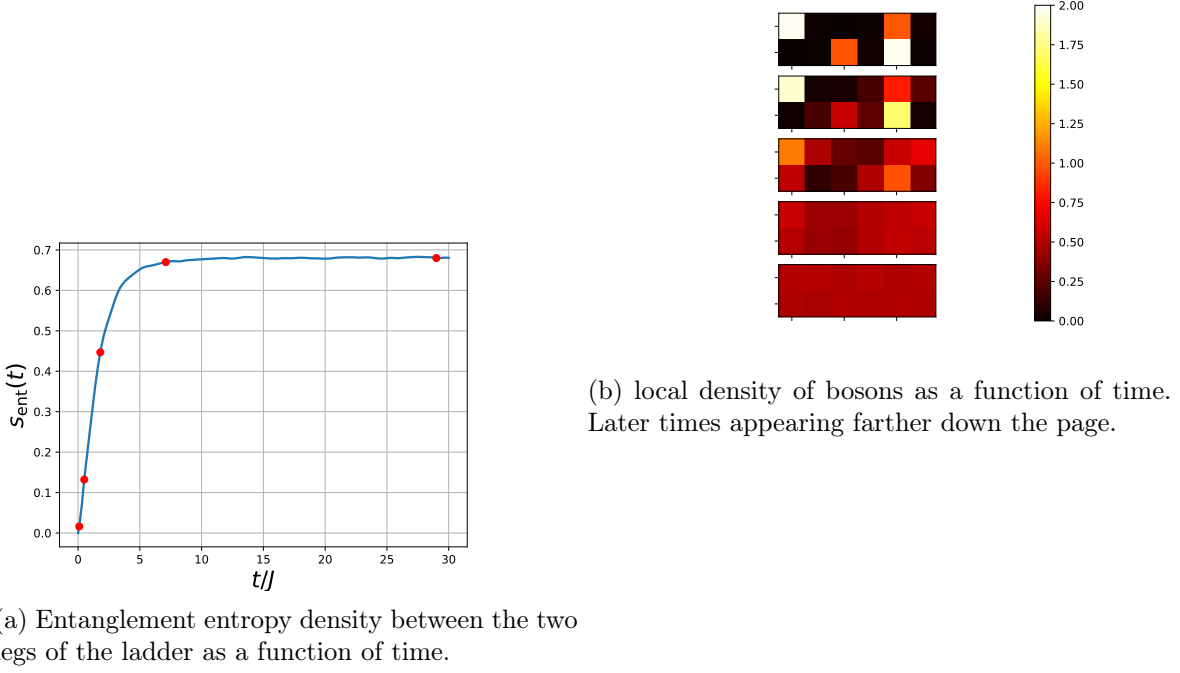 2.00
1.75
1.50
1.25
1.00
0.75
0.50
0.25
0.00
(b) local density of bosons as a function of time.
Later times appearing farther down the page.
0.7
0.6
0.5
0.4
0.3
0.2
0.1
0.0
s_ent(t)
0 5 10 15 20 25 30
t/J
(a) Entanglement entropy density between the two
legs of the ladder as a function of time.